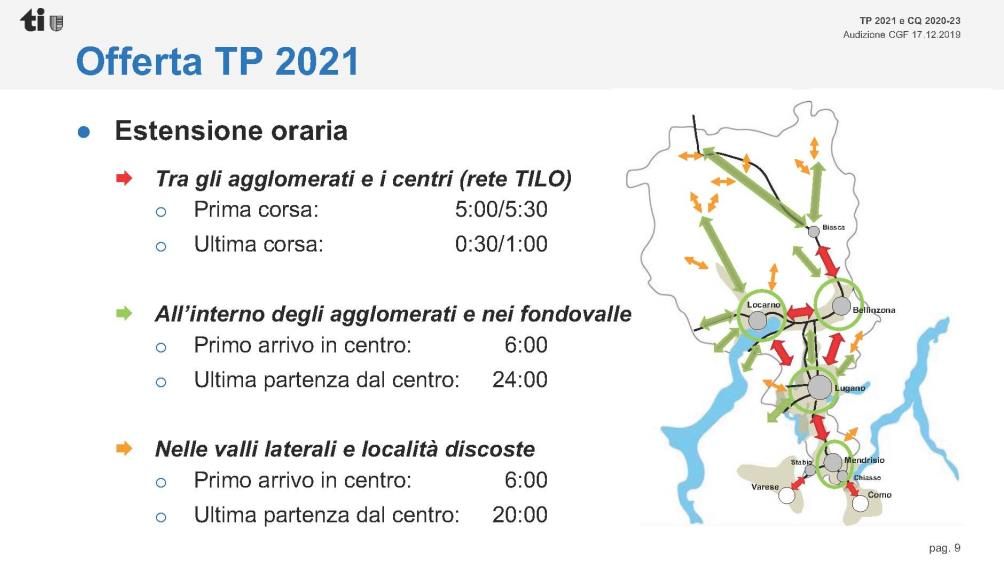 ti
TP 2021 e CQ 2020-23
Audizione CGF 17.12.2019
Offerta TP 2021
● Estensione oraria
Tra gli agglomerati e i centri (rete TILO)
o Prima corsa: 5:00/5:30
o Ultima corsa: 0:30/1:00
All'interno degli agglomerati e nei fondovalle
o Primo arrivo in centro: 6:00
o Ultima partenza dal centro: 24:00
Nelle valli laterali e località discoste
o Primo arrivo in centro: 6:00
o Ultima partenza dal centro: 20:00
Biasca
Locarno
Bellinzona
Lugano
Stabio
Mendrisio
Chiasso
Varese
Como
pag. 9